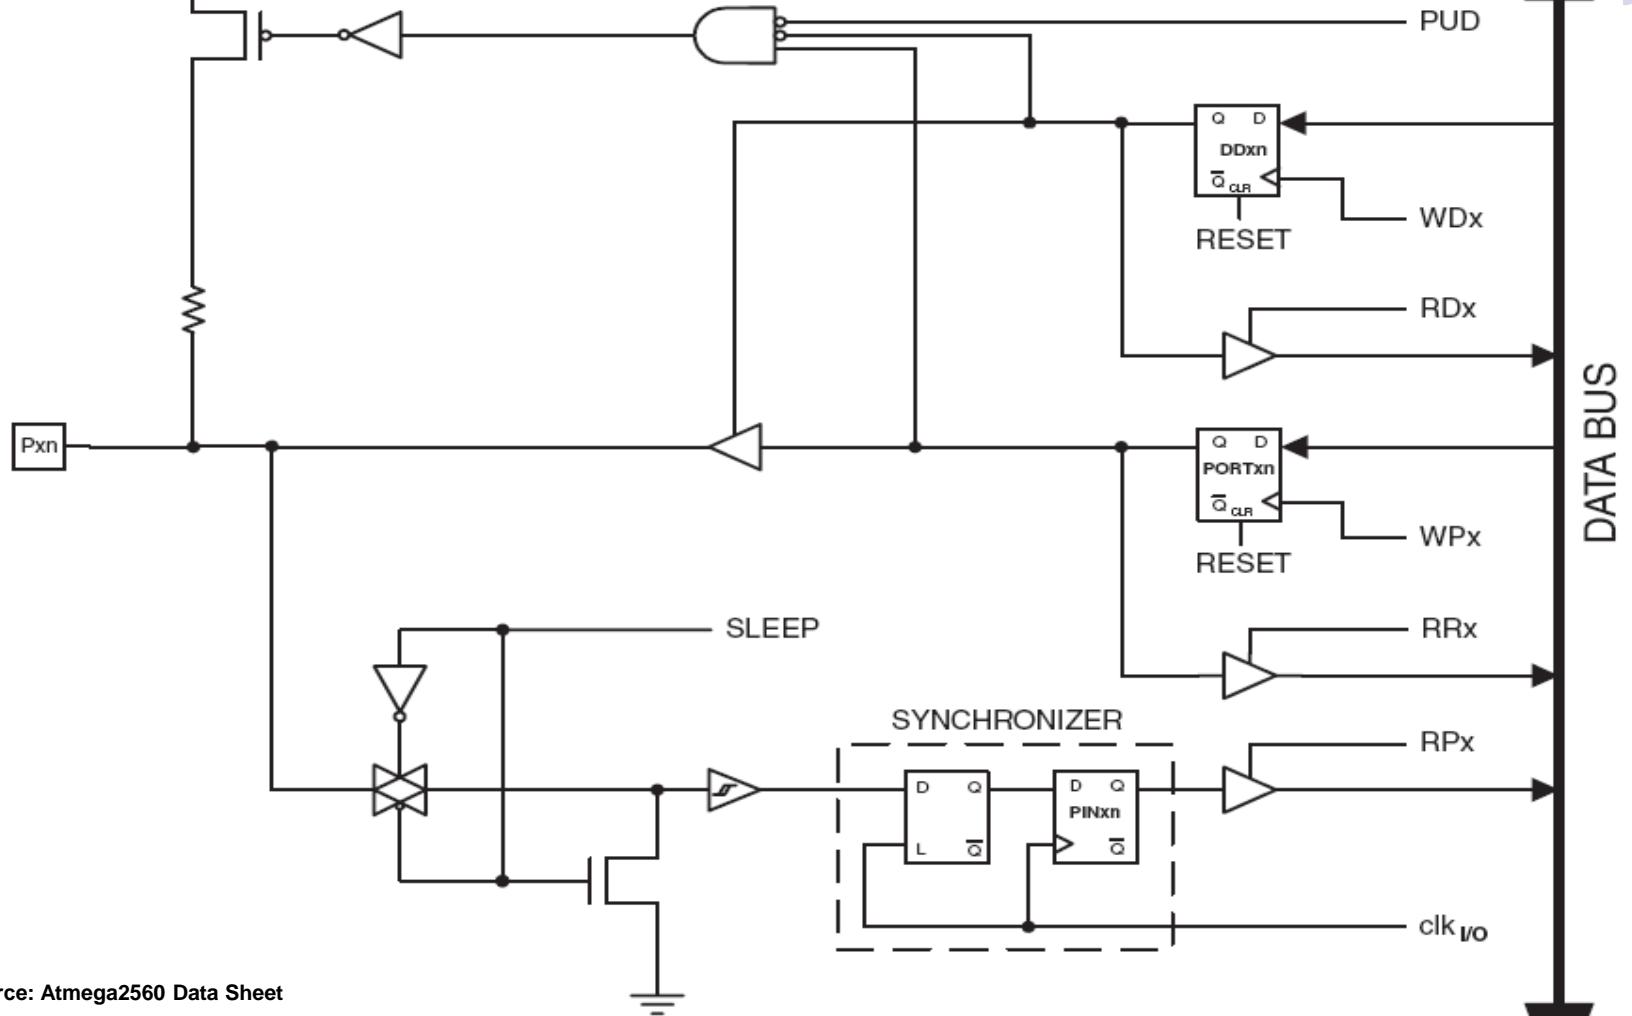 PUD
Q D
DDxn
Q CLR
WDx
RESET
RDx
Pxn
Q D
PORTxn
Q CLR
WPx
RESET
DATA BUS
SLEEP
RRx
SYNCHRONIZER
RPx
D Q
L Q
D Q
PINxn
Q
clk I/O
rce: Atmega2560 Data Sheet